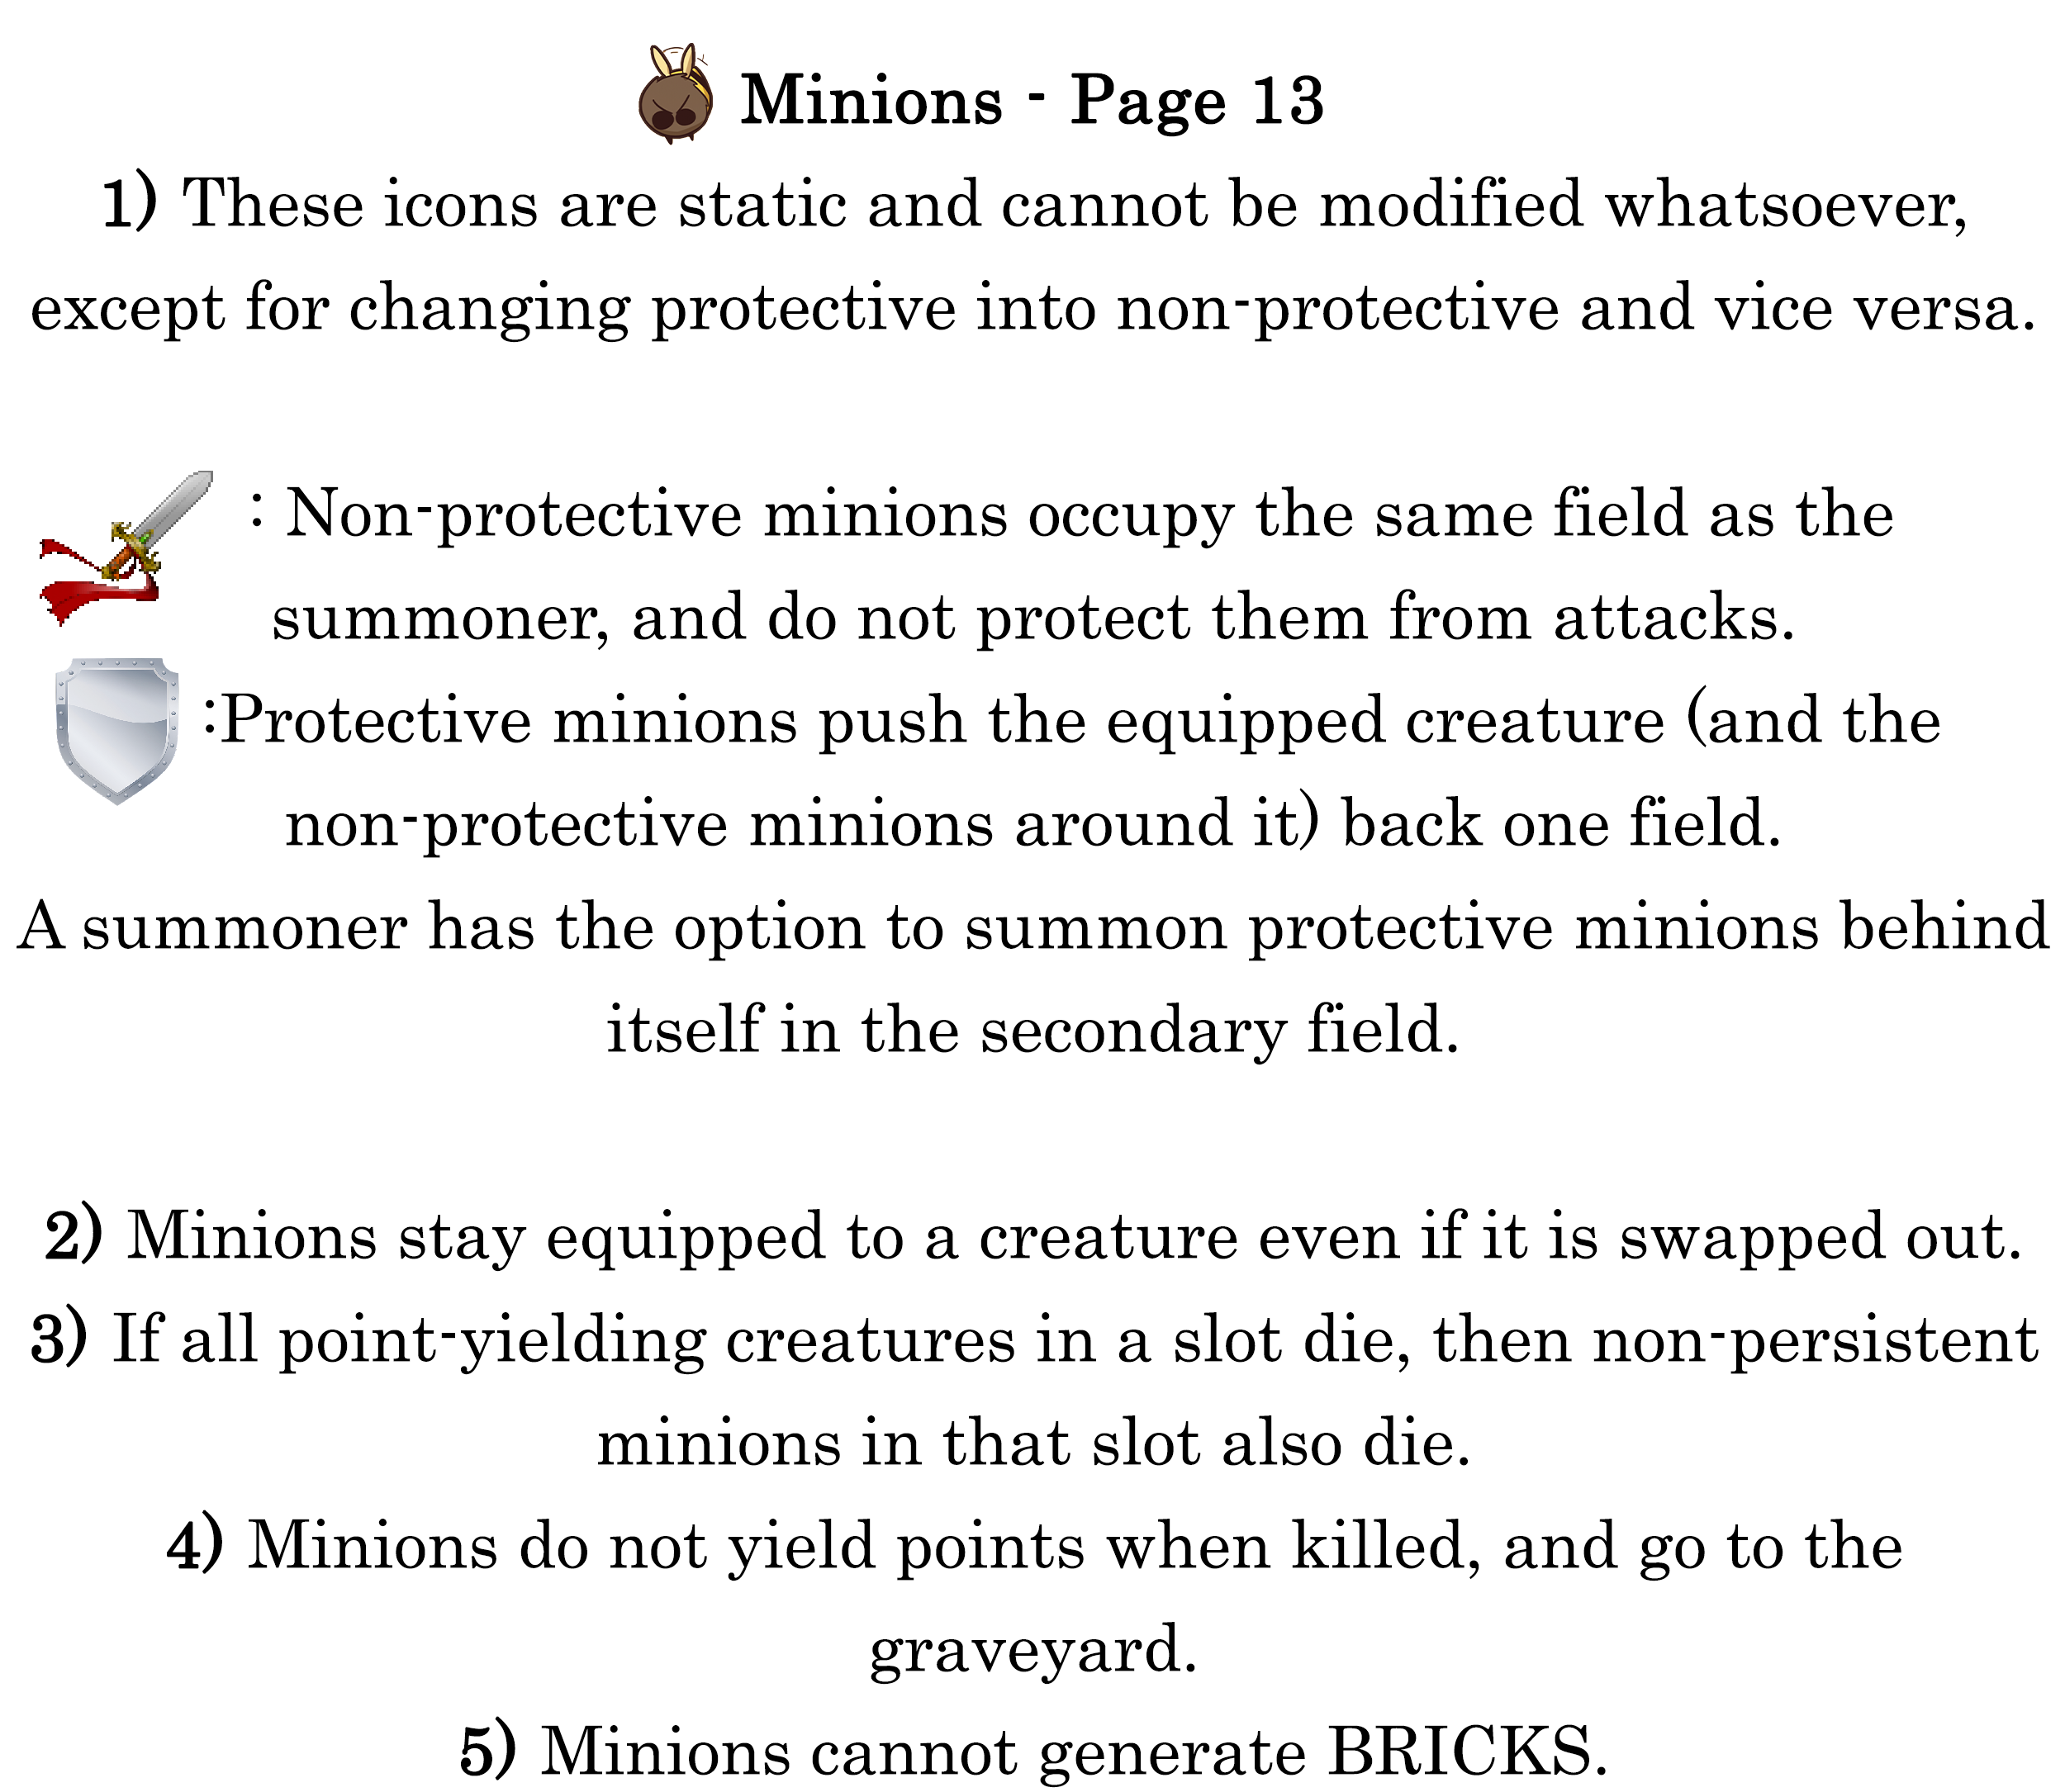 Minions - Page 13
1) These icons are static and cannot be modified whatsoever,
except for changing protective into non-protective and vice versa.
: Non-protective minions occupy the same field as the
summoner, and do not protect them from attacks.
:Protective minions push the equipped creature (and the
non-protective minions around it) back one field.
A summoner has the option to summon protective minions behind
itself in the secondary field.
2) Minions stay equipped to a creature even if it is swapped out.
3) If all point-yielding creatures in a slot die, then non-persistent
minions in that slot also die.
4) Minions do not yield points when killed, and go to the
graveyard.
5) Minions cannot generate BRICKS.